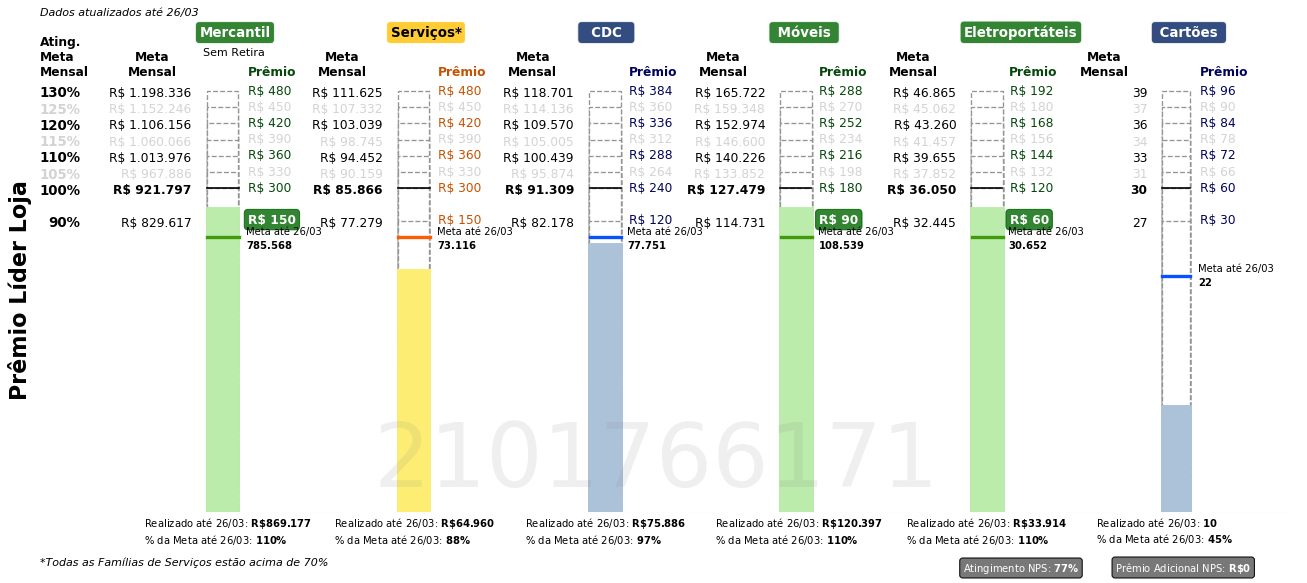 Dados atualizados até 26/03
Mercantil Serviços* CDC Móveis Eletroportáteis Cartões
Sem Retira
Ating. Meta Mensal Meta Mensal Prêmio Meta Mensal Prêmio Meta Mensal Prêmio Meta Mensal Prêmio Meta Mensal Prêmio Meta Mensal Prêmio
130% R$ 1.198.336 R$ 480 R$ 111.625 R$ 480 R$ 118.701 R$ 384 R$ 165.722 R$ 288 R$ 46.865 R$ 192 39 R$ 96
125% R$ 1.152.246 R$ 450 R$ 107.332 R$ 450 R$ 114.136 R$ 360 R$ 159.348 R$ 270 R$ 45.062 R$ 180 37 R$ 90
120% R$ 1.106.156 R$ 420 R$ 103.039 R$ 420 R$ 109.570 R$ 336 R$ 152.974 R$ 252 R$ 43.260 R$ 168 36 R$ 84
115% R$ 1.060.066 R$ 390 R$ 98.745 R$ 390 R$ 105.005 R$ 312 R$ 146.600 R$ 234 R$ 41.457 R$ 156 34 R$ 78
110% R$ 1.013.976 R$ 360 R$ 94.452 R$ 360 R$ 100.439 R$ 288 R$ 140.226 R$ 216 R$ 39.655 R$ 144 33 R$ 72
105% R$ 967.886 R$ 330 R$ 90.159 R$ 330 R$ 95.874 R$ 264 R$ 133.852 R$ 198 R$ 37.852 R$ 132 31 R$ 66
100% R$ 921.797 R$ 300 R$ 85.866 R$ 300 R$ 91.309 R$ 240 R$ 127.479 R$ 180 R$ 36.050 R$ 120 30 R$ 60
90% R$ 829.617 R$ 150 R$ 77.279 R$ 150 R$ 82.178 R$ 120 R$ 114.731 R$ 90 R$ 32.445 R$ 60 27 R$ 30
Meta até 26/03 Meta até 26/03 Meta até 26/03 Meta até 26/03 Meta até 26/03
785.568 73.116 77.751 108.539 30.652
Meta até 26/03
22
Prêmio Líder Loja
2101766171
Realizado até 26/03: R$869.177 Realizado até 26/03: R$64.960 Realizado até 26/03: R$75.886 Realizado até 26/03: R$120.397 Realizado até 26/03: R$33.914 Realizado até 26/03: 10
% da Meta até 26/03: 110% % da Meta até 26/03: 88% % da Meta até 26/03: 97% % da Meta até 26/03: 110% % da Meta até 26/03: 110% % da Meta até 26/03: 45%
*Todas as Famílias de Serviços estão acima de 70%
Atingimento NPS: 77% Prêmio Adicional NPS: R$0